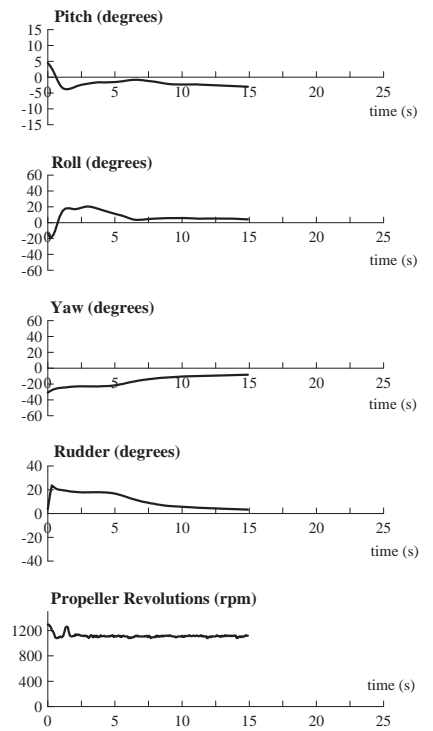 Pitch (degrees)
15
10
5
0
-5
-10
-15
0 5 10 15 20 25
time (s)
Roll (degrees)
60
40
20
0
-20
-40
-60
0 5 10 15 20 25
time (s)
Yaw (degrees)
60
40
20
0
-20
-40
-60
0 5 10 15 20 25
time (s)
Rudder (degrees)
40
20
0
-20
-40
0 5 10 15 20 25
time (s)
Propeller Revolutions (rpm)
1200
800
400
0
time (s)
0 5 10 15 20 25